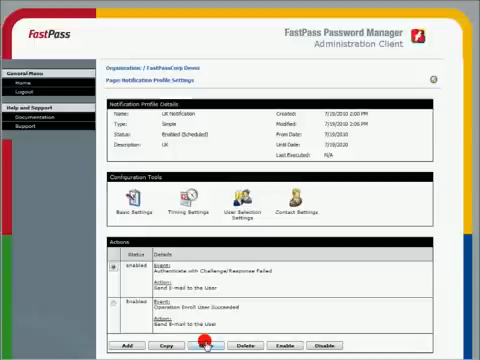 FastPass
FastPass Password Manager
Administration Client
General Menu
Home
Logout
Help and Support
Documentation
Support
Organization: / FastPassCorp Demo
Page: Notification Profile Settings
Notification Profile Details
Name: UK Notification Created: 7/19/2010 2:00 PM
Type: Simple Modified: 7/19/2010 2:06 PM
Status: Enabled (Scheduled) From Date: 7/19/2010
Description: UK Until Date: 7/19/2020
Last Executed: N/A
Configuration Tools
Basic Settings Timing Settings User Selection Settings Contact Settings
Actions
Status Details
Enabled Event:
Authenticate with Challenge/Response Failed
Action:
Send E-mail to the User
Enabled Event:
Operation Enroll User Succeeded
Action:
Send E-mail to the User
Add Copy Delete Enable Disable